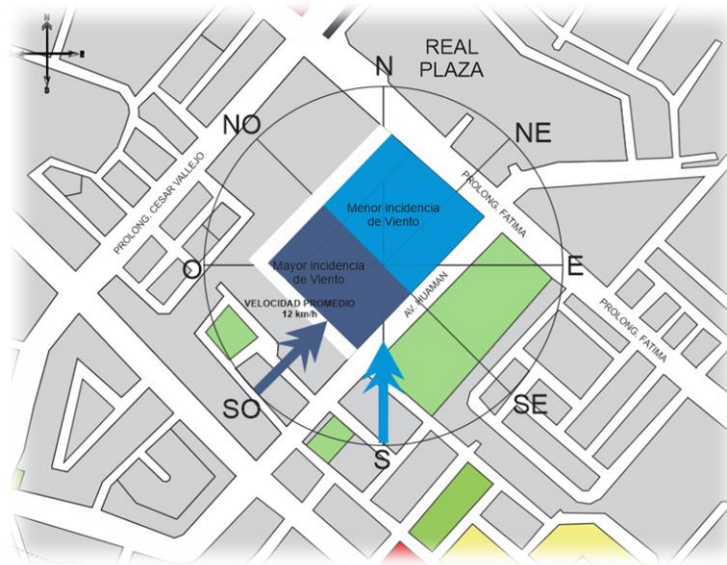 N
E
S
REAL
PLAZA
N
NO
NE
PROLONG. CESAR VALLEJO
PROLONG. FATIMA
Menor incidencia
de Viento
O
Mayor incidencia
de Viento
E
AV. HUAMAN
VELOCIDAD PROMEDIO
12 km/h
PROLONG. FATIMA
SO
SE
S